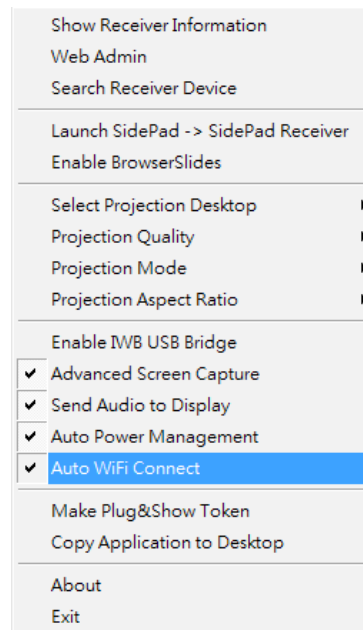 Show Receiver Information
Web Admin
Search Receiver Device
Launch SidePad -> SidePad Receiver
Enable BrowserSlides
Select Projection Desktop
Projection Quality
Projection Mode
Projection Aspect Ratio
Enable IWB USB Bridge
Advanced Screen Capture
Send Audio to Display
Auto Power Management
Auto WiFi Connect
Make Plug&Show Token
Copy Application to Desktop
About
Exit